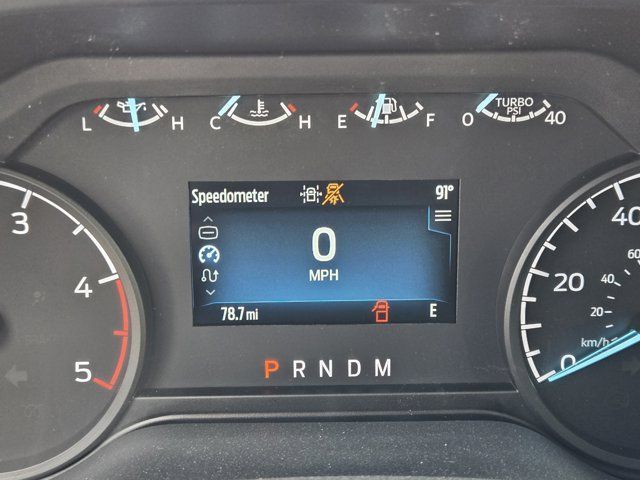 L H C H E F 0 TURBO PSI 40
Speedometer 91°
0
MPH
78.7 mi E
P R N D M
3
4
5
40
20
0
60
40
20
km/h